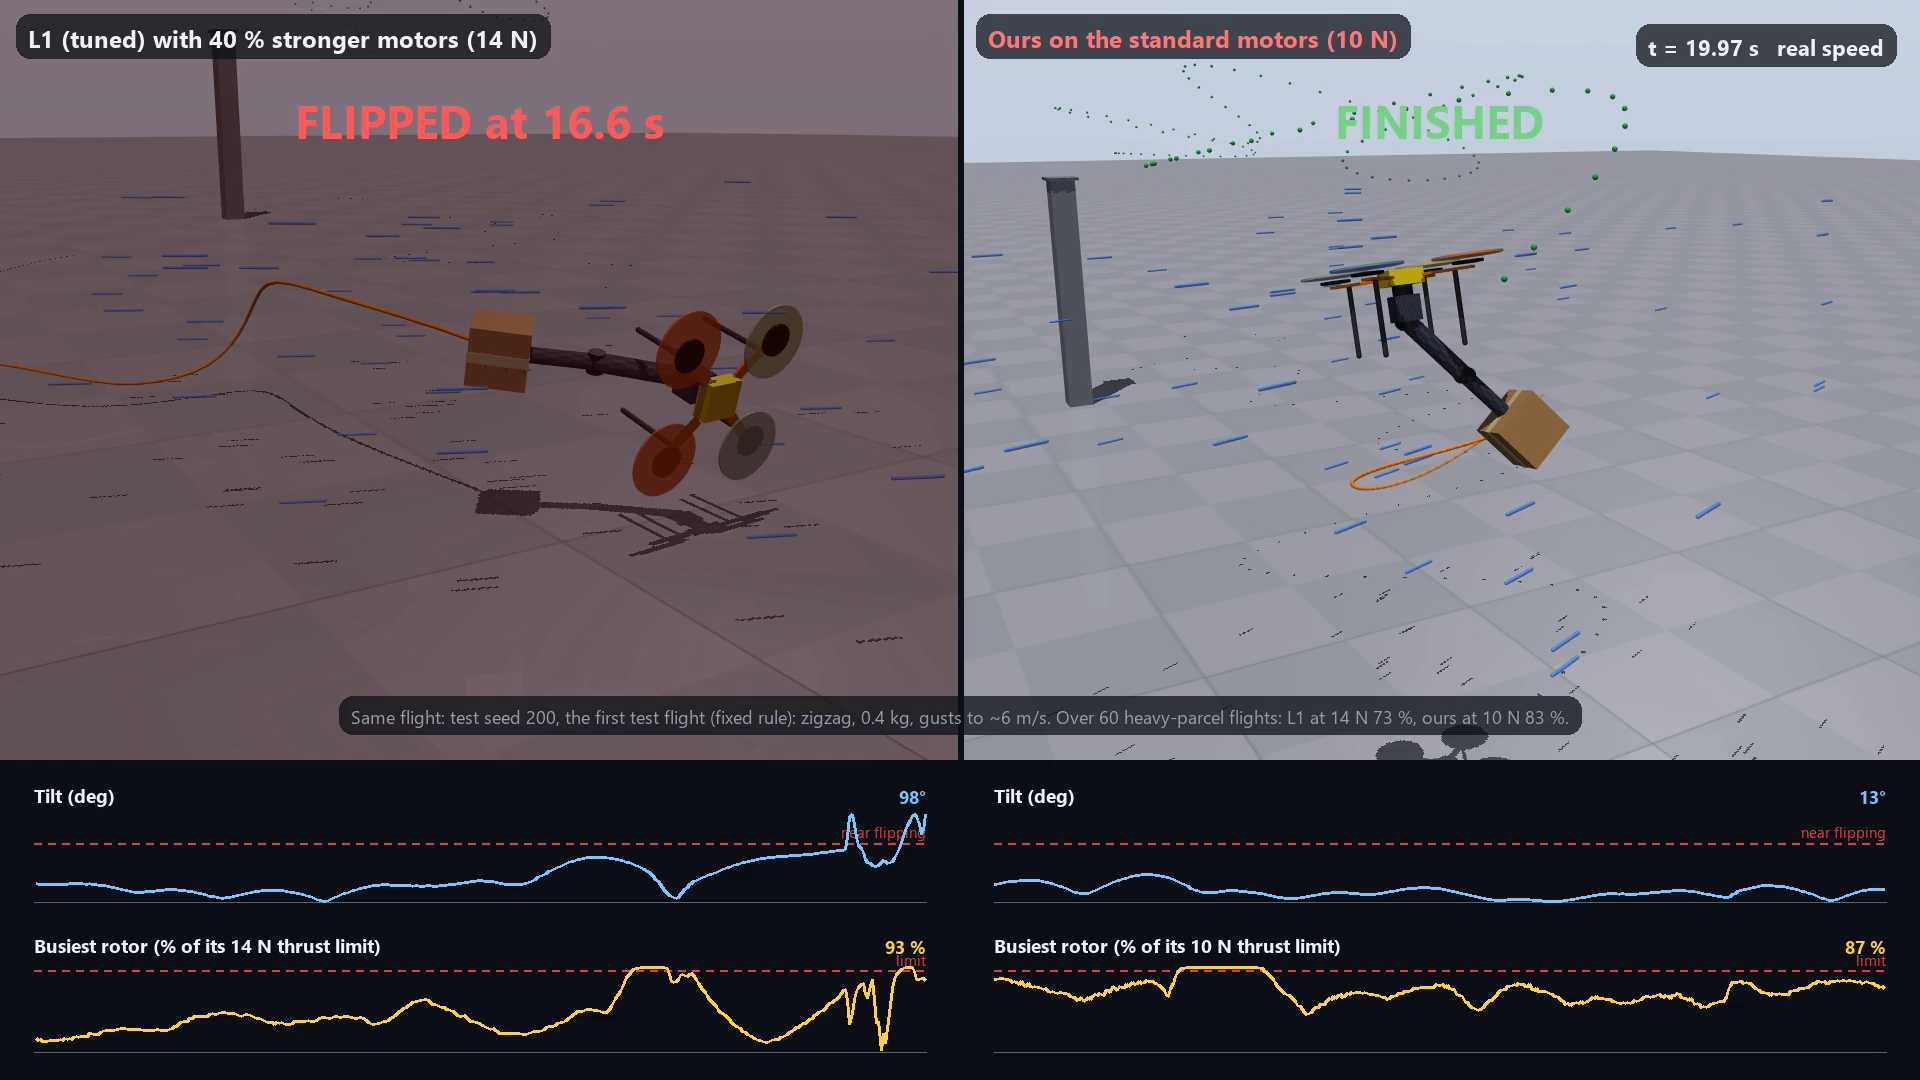 L1 (tuned) with 40 % stronger motors (14 N)
FLIPPED at 16.6 s
Ours on the standard motors (10 N)
t = 19.97 s   real speed
FINISHED
Same flight: test seed 200, the first test flight (fixed rule): zigzag, 0.4 kg, gusts to ~6 m/s. Over 60 heavy-parcel flights: L1 at 14 N 73 %, ours at 10 N 83 %.
Tilt (deg)
98°
near flipping
Busiest rotor (% of its 14 N thrust limit)
93 %
limit
Tilt (deg)
13°
near flipping
Busiest rotor (% of its 10 N thrust limit)
87 %
limit